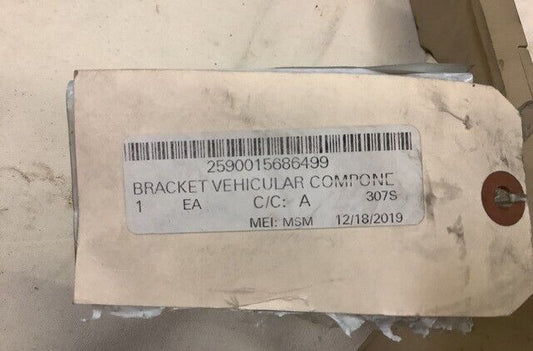 2590015686499
BRACKET VEHICULAR COMPONE
1 EA C/C: A 307S
MEI: MSM 12/18/2019